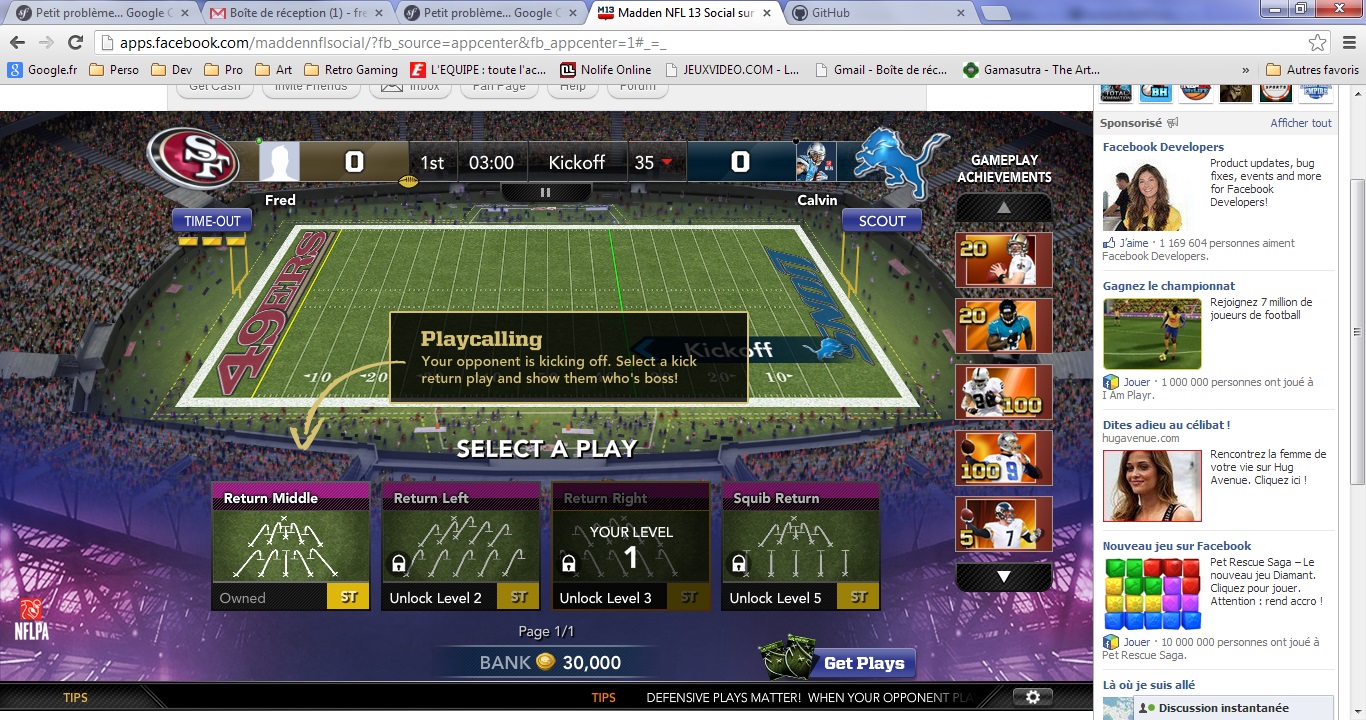 Petit problème... Google C
Boîte de réception (1) - fre
Petit problème... Google C
Madden NFL 13 Social sur
GitHub
apps.facebook.com/maddennflsocial/?fb_source=appcenter&fb_appcenter=1#_=_
Google.fr
Perso
Dev
Pro
Art
Retro Gaming
L'EQUIPE : toute l'ac...
Nolife Online
JEUXVIDEO.COM - L...
Gmail - Boîte de réc...
Gamasutra - The Art...
»
Autres favoris
Get Cash
Invite Friends
Inbox
Fan Page
Help
Forum
SF
0
1st
03:00
Kickoff
35
0
Fred
Calvin
TIME-OUT
SCOUT
GAMEPLAY
ACHIEVEMENTS
49ERS
LIONS
Kickoff
Playcalling
Your opponent is kicking off. Select a kick
return play and show them who's boss!
10
20
10
20
20
100
100
5
SELECT A PLAY
Return Middle
Owned
ST
Return Left
Unlock Level 2
ST
Return Right
YOUR LEVEL
1
Unlock Level 3
ST
Squib Return
Unlock Level 5
ST
NFLPA
Page 1/1
BANK
30,000
Get Plays
TIPS
TIPS
DEFENSIVE PLAYS MATTER! WHEN YOUR OPPONENT PLA
Sponsorisé
Afficher tout
Facebook Developers
Product updates, bug
fixes, events and more
for Facebook
Developers!
J'aime · 1 169 604 personnes aiment
Facebook Developers.
Gagnez le championnat
Rejoignez 7 million de
joueurs de football
Jouer · 1 000 000 personnes ont joué à
I Am Playr.
Dites adieu au célibat !
hugavenue.com
Rencontrez la femme de
votre vie sur Hug
Avenue. Cliquez ici !
Nouveau jeu sur Facebook
Pet Rescue Saga – Le
nouveau jeu Diamant.
Cliquez pour jouer.
Attention : rend accro !
Jouer · 10 000 000 personnes ont joué à
Pet Rescue Saga.
Là où je suis allé
Discussion instantanée